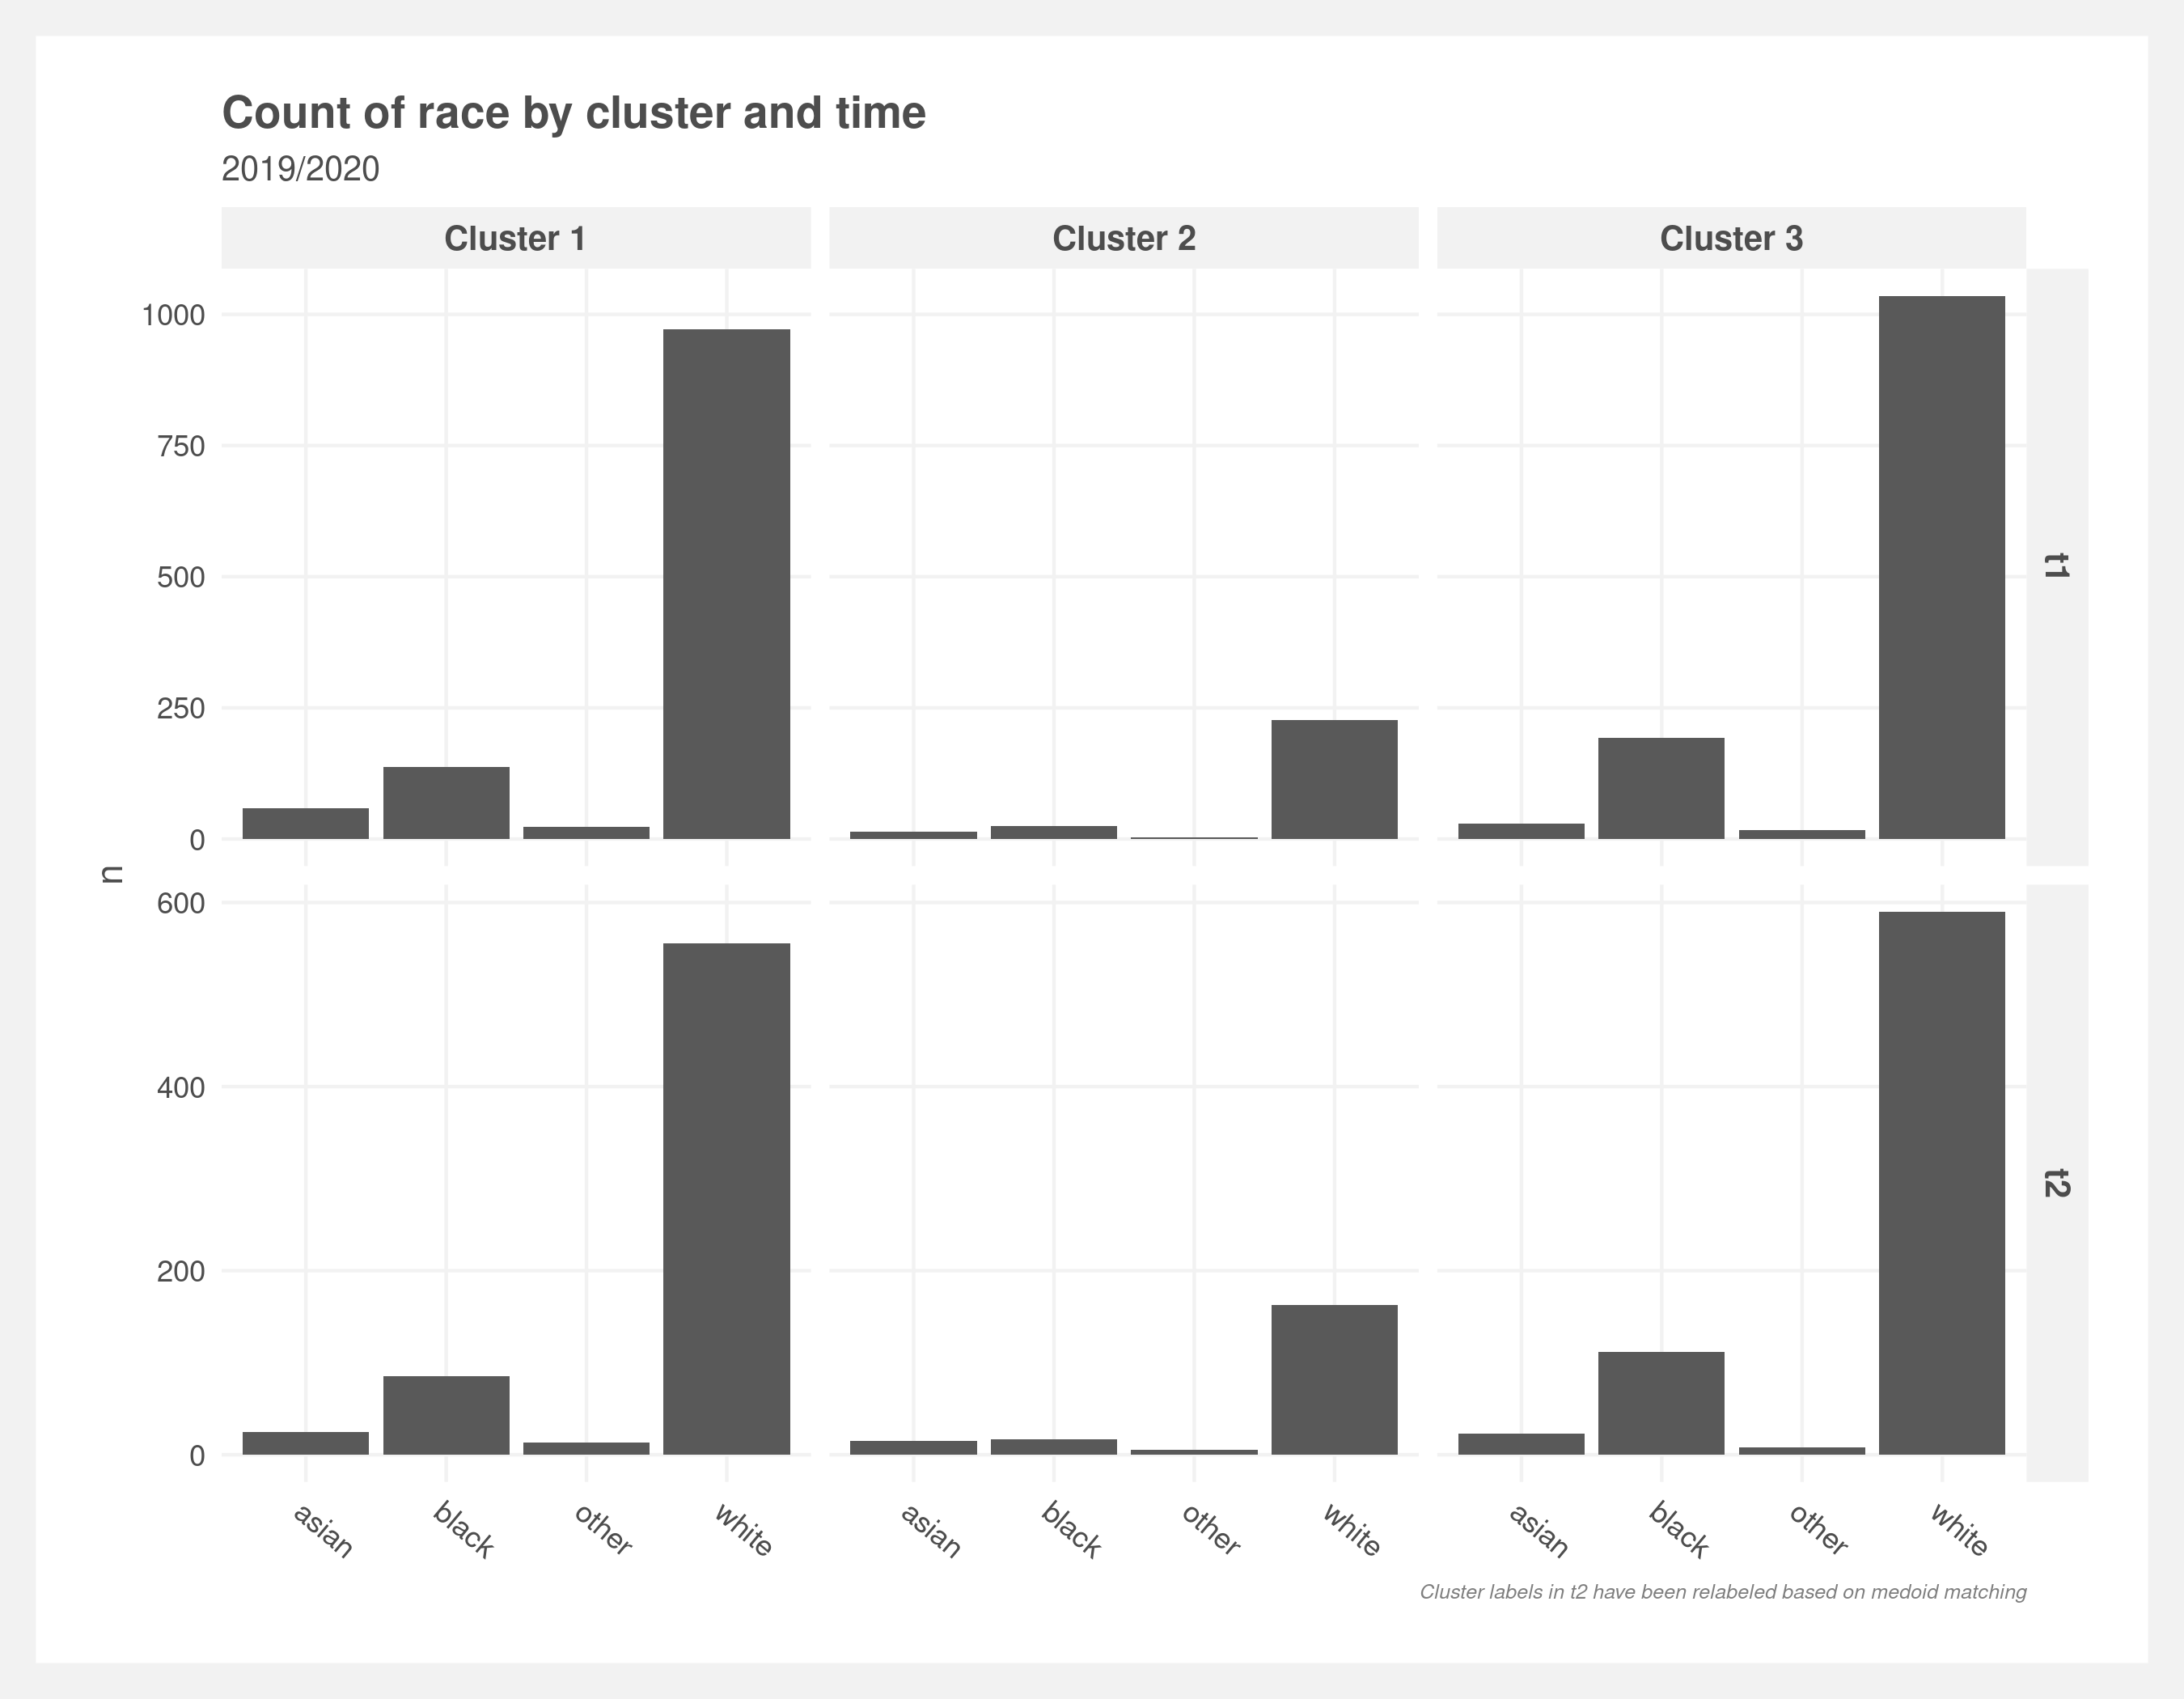 Count of race by cluster and time
2019/2020
Cluster 1
Cluster 2
Cluster 3
1000
750
500
250
0
t1
n
600
400
200
0
t2
asian
black
other
white
asian
black
other
white
asian
black
other
white
Cluster labels in t2 have been relabeled based on medoid matching